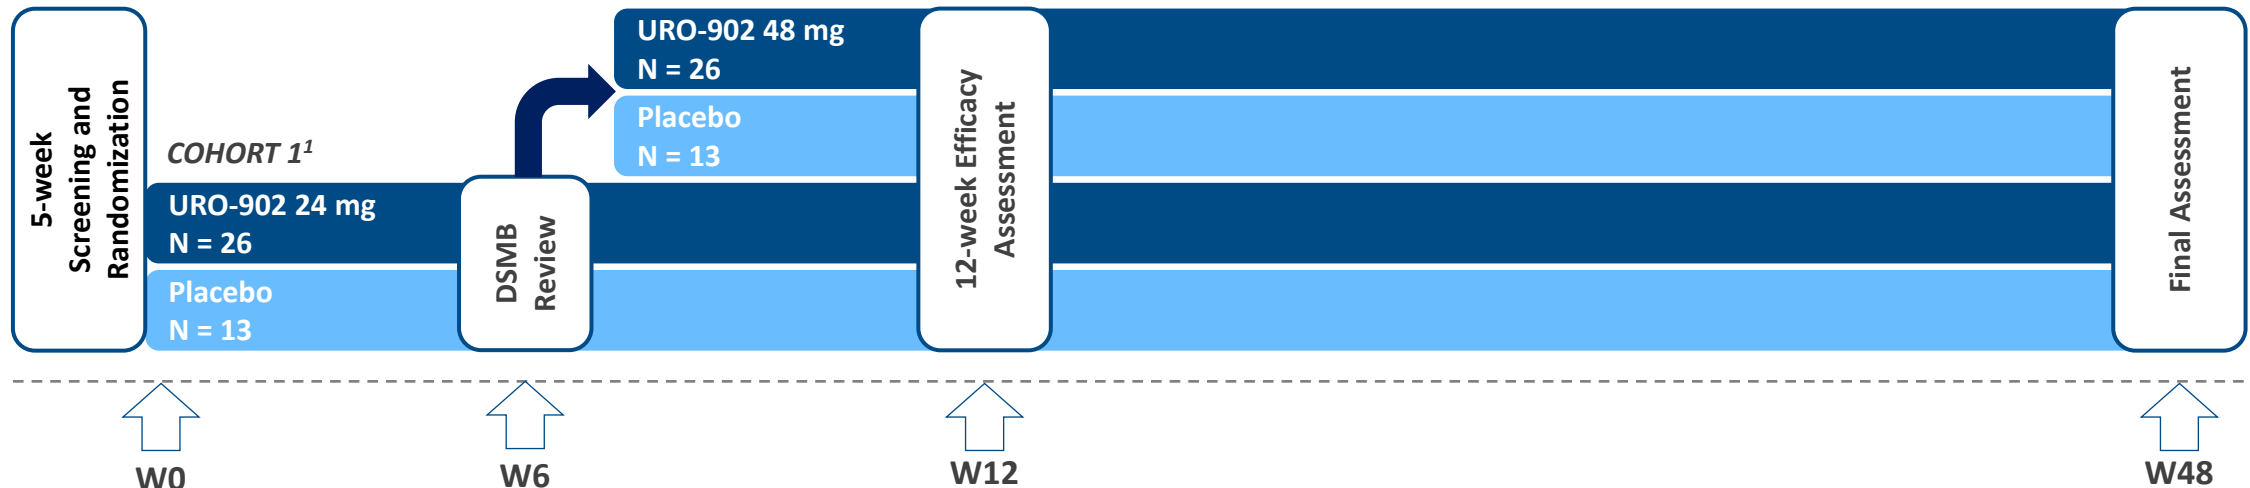 5-week
Screening and
Randomization
COHORT 1¹
URO-902 24 mg
N = 26
Placebo
N = 13
DSMB
Review
URO-902 48 mg
N = 26
Placebo
N = 13
12-week Efficacy
Assessment
Final Assessment
W0
W6
W12
W48